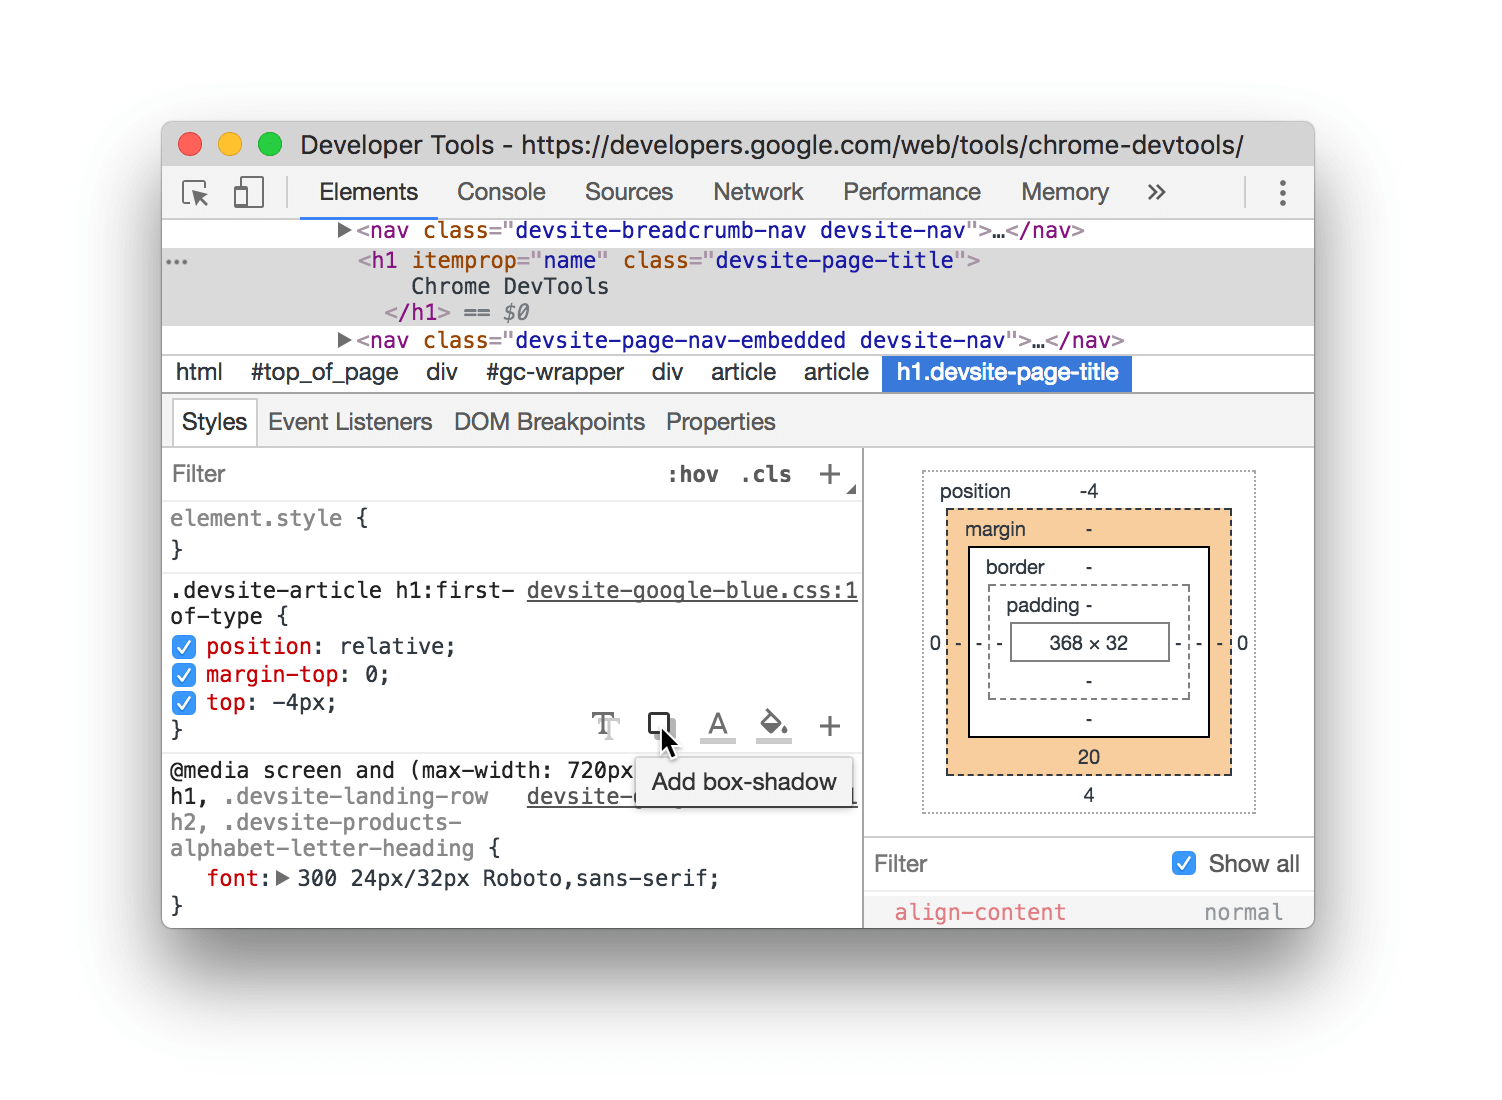 Developer Tools - https://developers.google.com/web/tools/chrome-devtools/
Elements Console Sources Network Performance Memory »
▶<nav class="devsite-breadcrumb-nav devsite-nav">…</nav>
<h1 itemprop="name" class="devsite-page-title">
Chrome DevTools
</h1> == $0
▶<nav class="devsite-page-nav-embedded devsite-nav">…</nav>
html #top_of_page div #gc-wrapper div article article h1.devsite-page-title
Styles Event Listeners DOM Breakpoints Properties
Filter :hov .cls +
element.style {
}
.devsite-article h1:first- devsite-google-blue.css:1
of-type {
position: relative;
margin-top: 0;
top: -4px;
}
@media screen and (max-width: 720px
h1, .devsite-landing-row devsite-
h2, .devsite-products-
alphabet-letter-heading {
font:▶300 24px/32px Roboto,sans-serif;
}
T A +
Add box-shadow
position -4
margin -
border -
padding -
0 - - - 368 × 32 - - - 0
-
-
20
4
Filter Show all
align-content normal